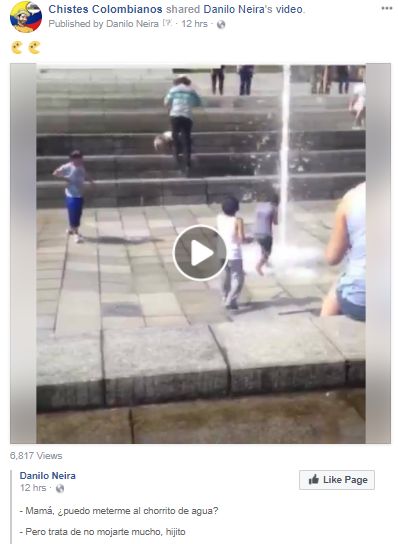 Chistes Colombianos shared Danilo Neira's video.
Published by Danilo Neira [?] · 12 hrs ·
6,817 Views
Danilo Neira
12 hrs ·
Like Page
- Mamá, ¿puedo meterme al chorrito de agua?
- Pero trata de no mojarte mucho, hijito